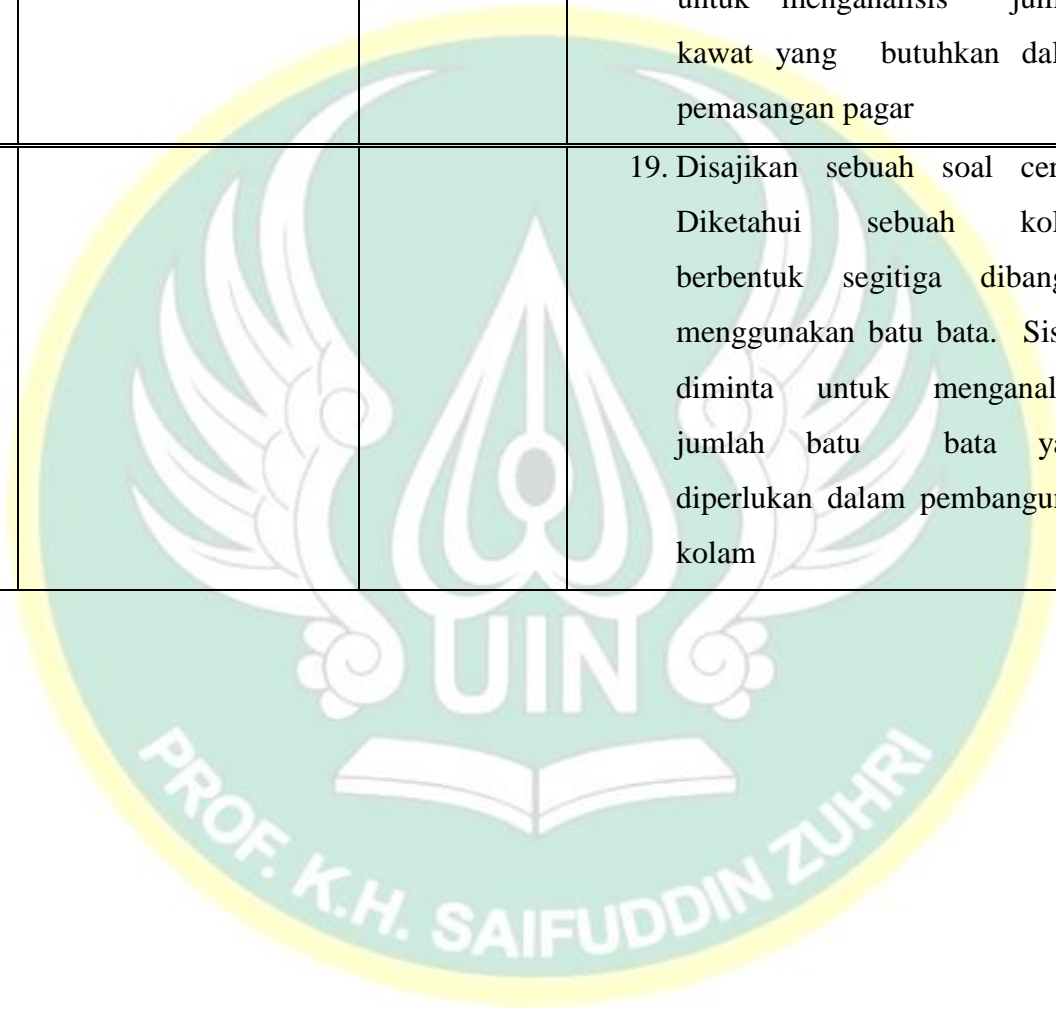 untuk menganalisis jum
kawat yang butuhkan dal
pemasangan pagar
19. Disajikan sebuah soal cer
Diketahui sebuah kol
berbentuk segitiga dibang
menggunakan batu bata. Sis
diminta untuk menganal
jumlah batu bata ya
diperlukan dalam pembangun
kolam
UIN
PROF. K.H. SAIFUDDIN ZUHRI